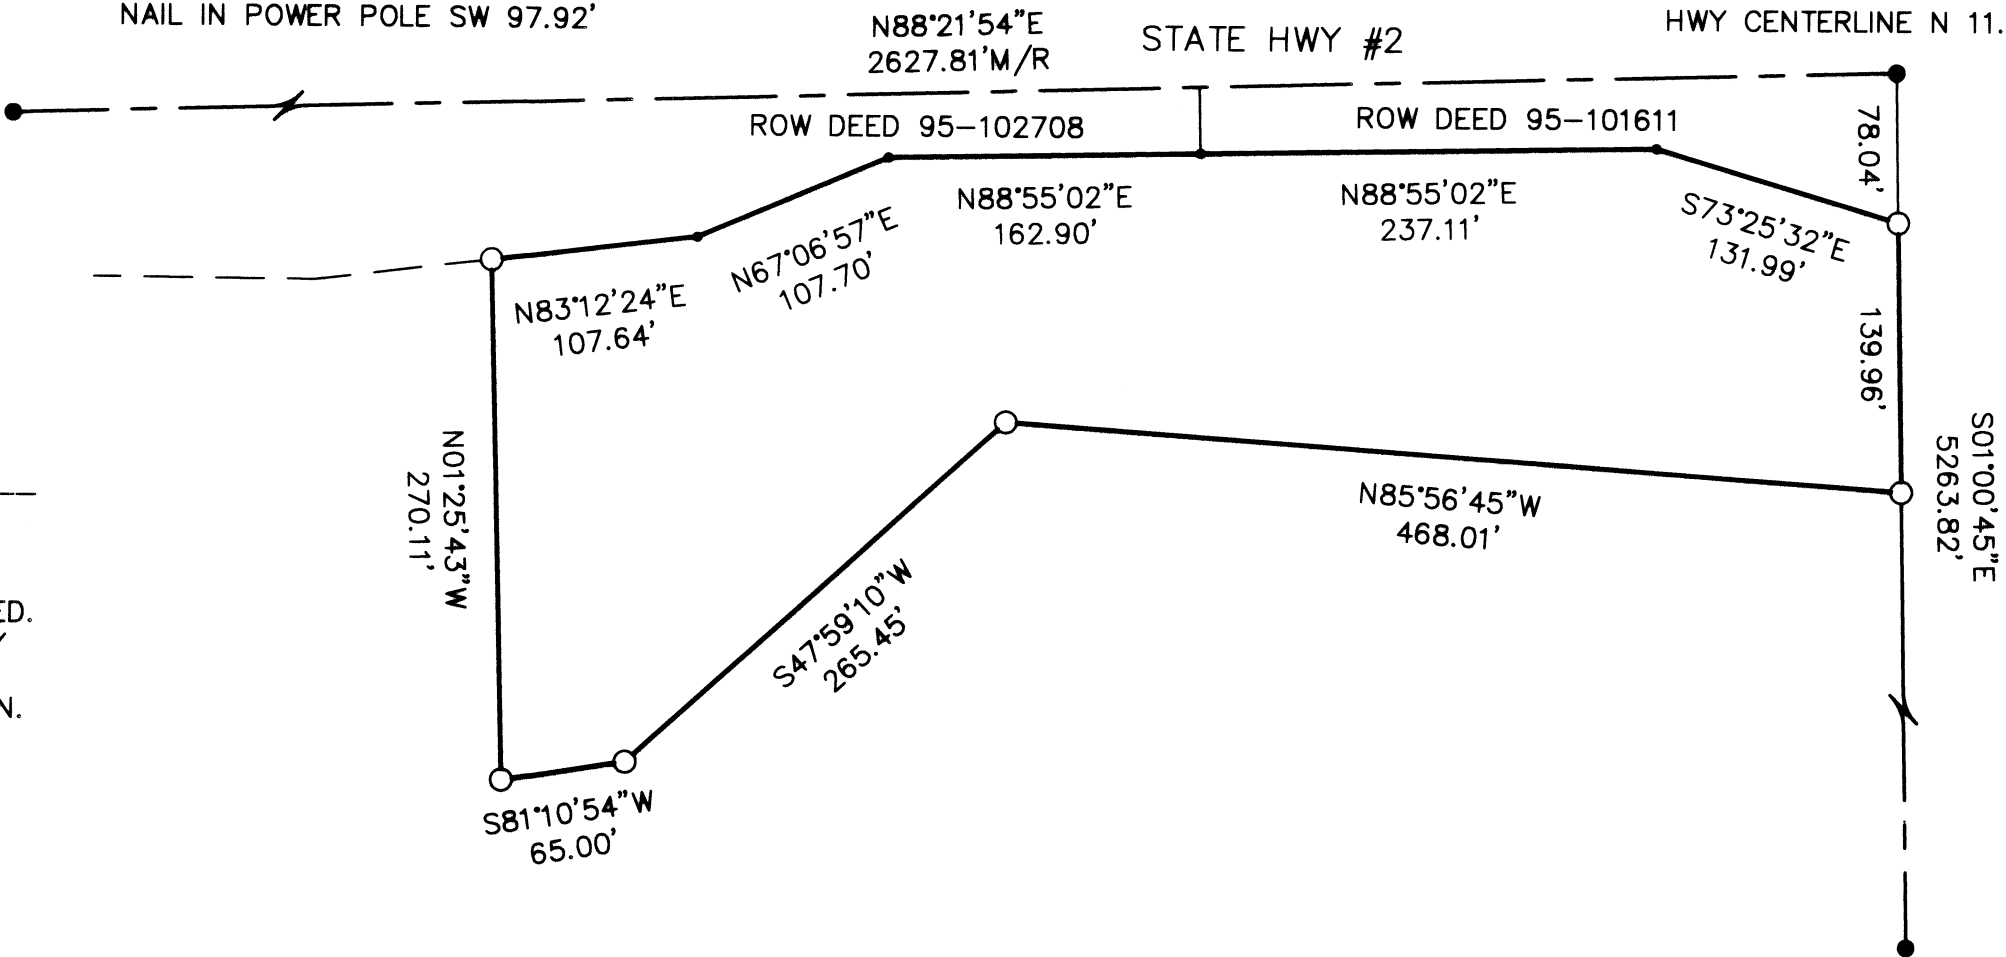 NAIL IN POWER POLE SW 97.92'
N88°21'54"E
2627.81'M/R
STATE HWY #2
HWY CENTERLINE N 11.
ROW DEED 95-102708
ROW DEED 95-101611
78.04'
N88°55'02"E
162.90'
N88°55'02"E
237.11'
S73°25'32"E
131.99'
N67°06'57"E
107.70'
N83°12'24"E
107.64'
139.96'
N01°25'43"W
270.11'
N85°56'45"W
468.01'
S01°00'45"E
5263.82'
S47°59'10"W
265.45'
ED.
N.
S81°10'54"W
65.00'